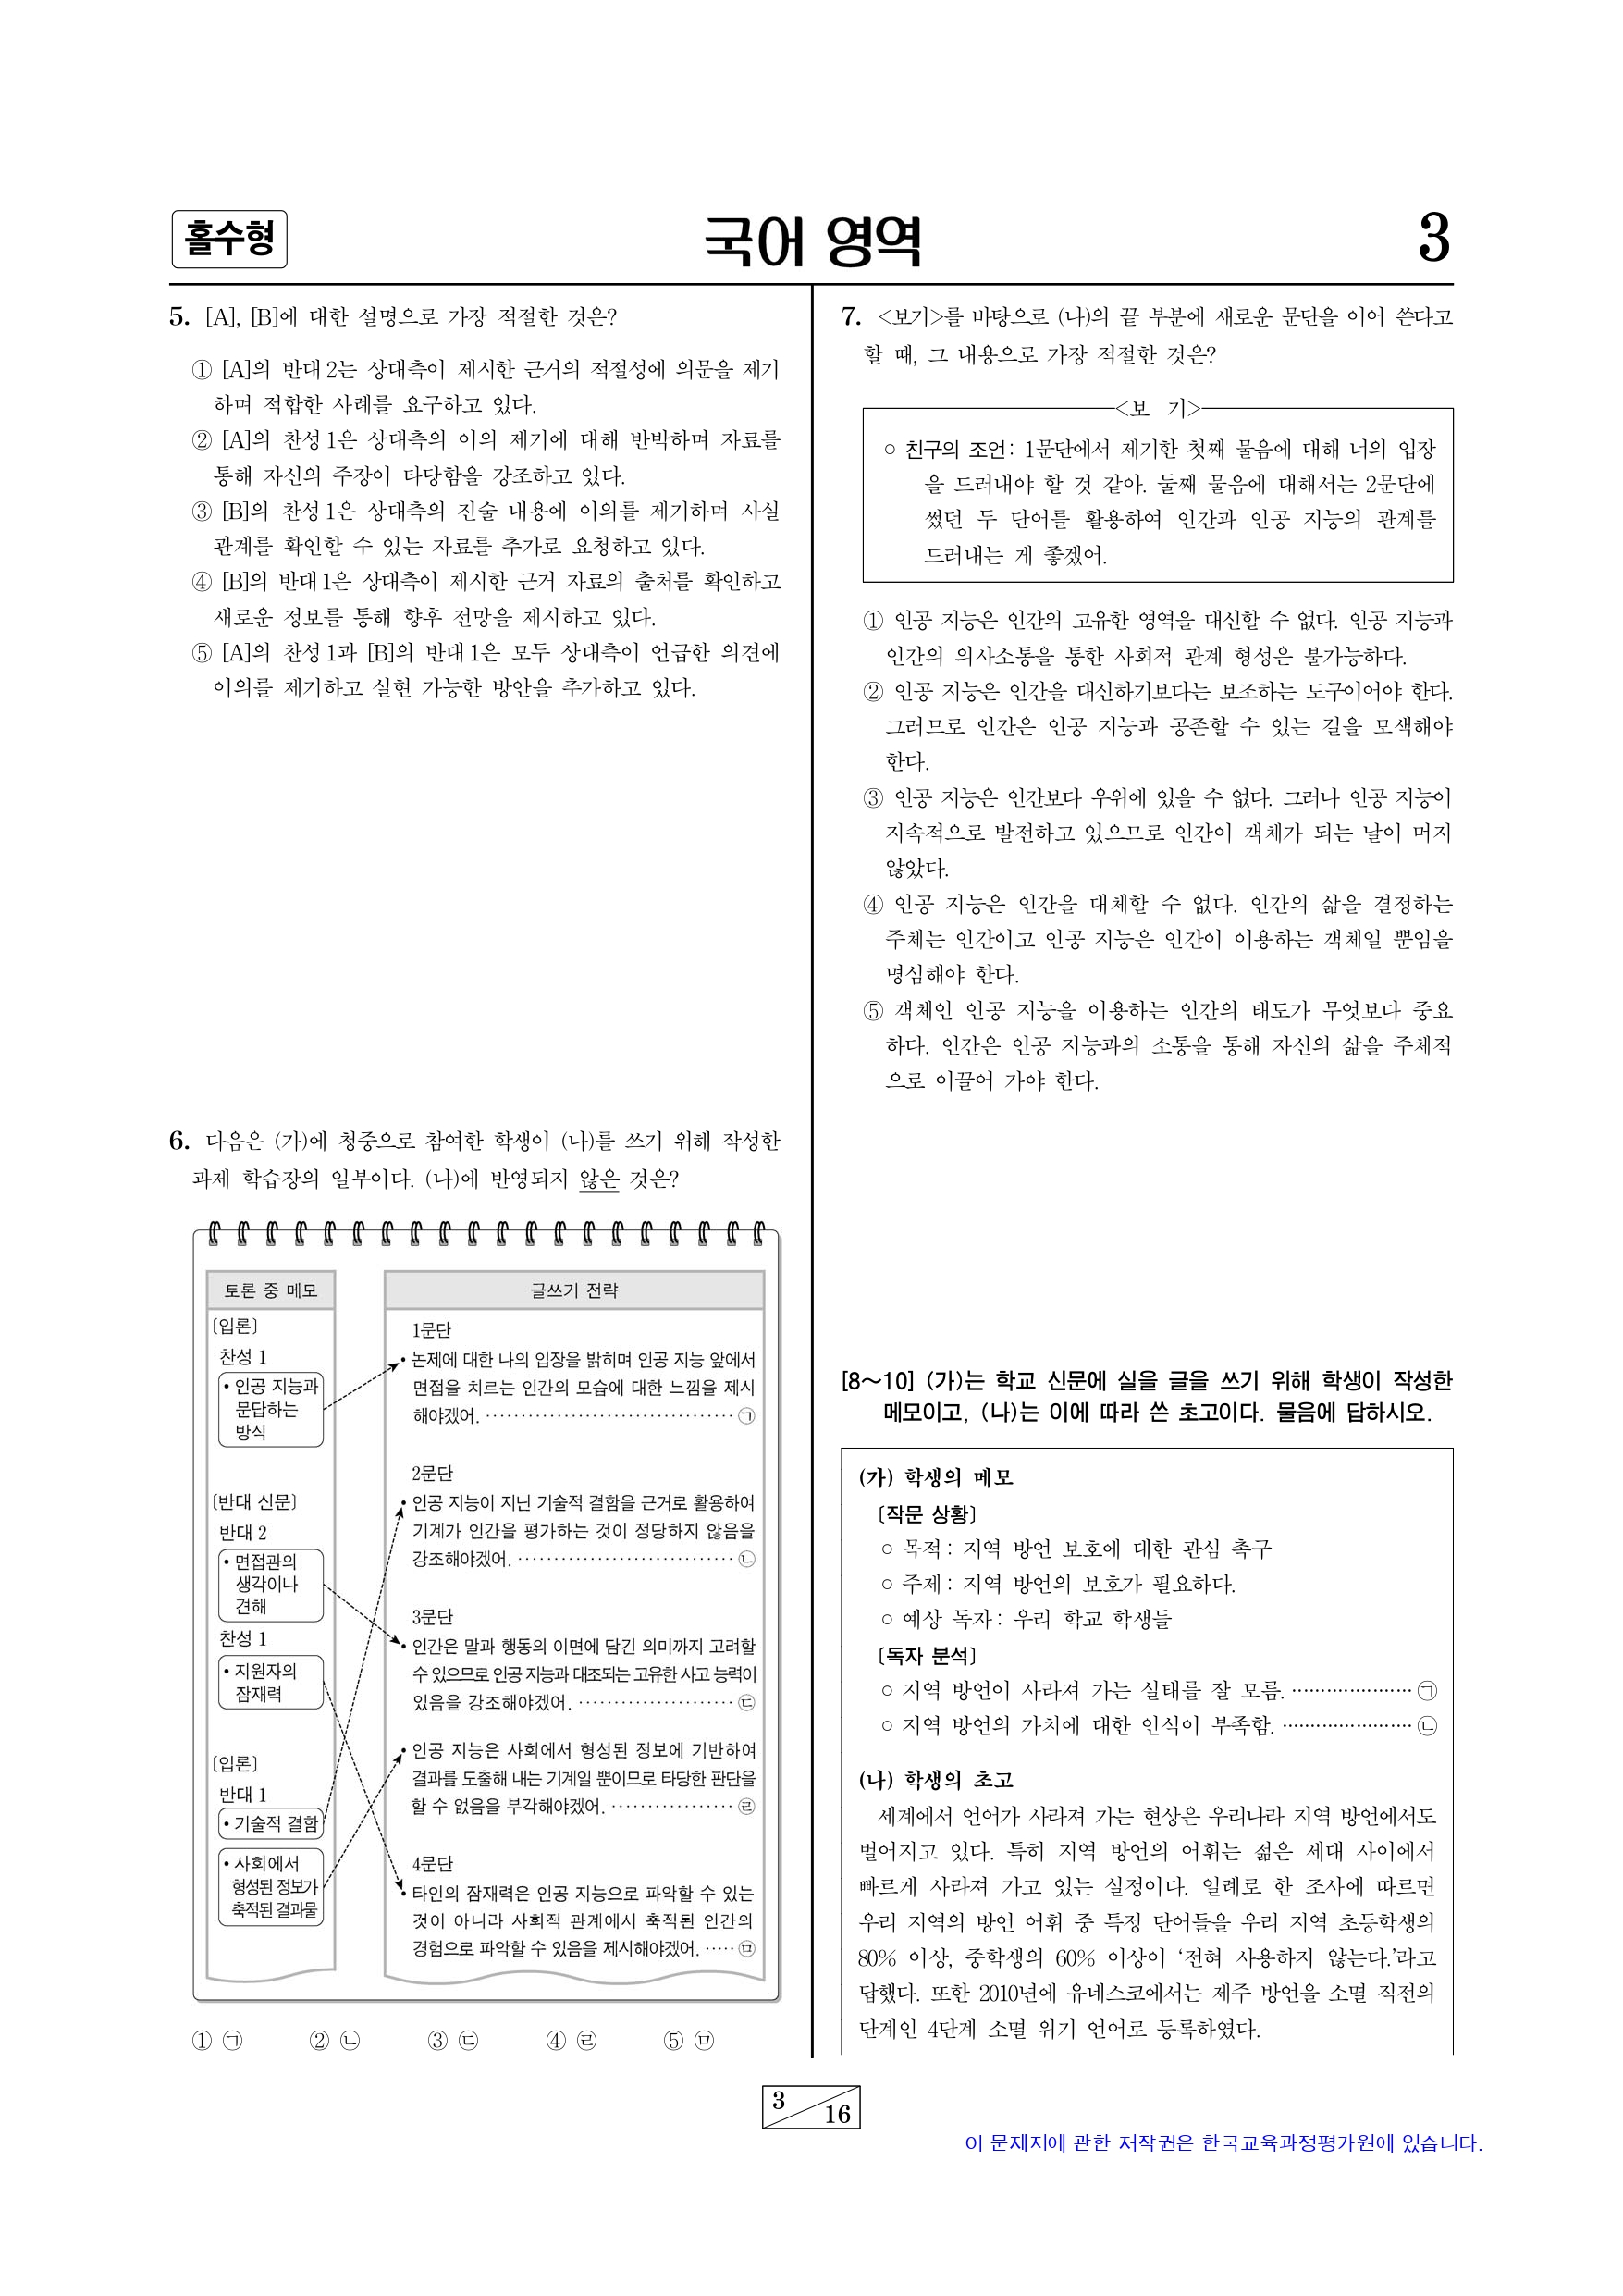 홀수형
국어 영역
3
5. [A], [B]에 대한 설명으로 가장 적절한 것은?
① [A]의 반대 2는 상대측이 제시한 근거의 적절성에 의문을 제기
하며 적합한 사례를 요구하고 있다.
② [A]의 찬성 1은 상대측의 이의 제기에 대해 반박하며 자료를
통해 자신의 주장이 타당함을 강조하고 있다.
③ [B]의 찬성 1은 상대측의 진술 내용에 이의를 제기하며 사실
관계를 확인할 수 있는 자료를 추가로 요청하고 있다.
④ [B]의 반대 1은 상대측이 제시한 근거 자료의 출처를 확인하고
새로운 정보를 통해 향후 전망을 제시하고 있다.
⑤ [A]의 찬성 1과 [B]의 반대 1은 모두 상대측이 언급한 의견에
이의를 제기하고 실현 가능한 방안을 추가하고 있다.
6. 다음은 (가)에 청중으로 참여한 학생이 (나)를 쓰기 위해 작성한
과제 학습장의 일부이다. (나)에 반영되지 않은 것은?
토론 중 메모
〔입론〕
찬성 1
• 인공 지능과
문답하는
방식
〔반대 신문〕
반대 2
• 면접관의
생각이나
견해
찬성 1
• 지원자의
잠재력
〔입론〕
반대 1
• 기술적 결함
• 사회에서
형성된 정보가
축적된 결과물
글쓰기 전략
1문단
• 논제에 대한 나의 입장을 밝히며 인공 지능 앞에서
면접을 치르는 인간의 모습에 대한 느낌을 제시
해야겠어. ·································· ㉠
2문단
• 인공 지능이 지닌 기술적 결함을 근거로 활용하여
기계가 인간을 평가하는 것이 정당하지 않음을
강조해야겠어. ······························ ㉡
3문단
• 인간은 말과 행동의 이면에 담긴 의미까지 고려할
수 있으므로 인공 지능과 대조되는 고유한 사고 능력이
있음을 강조해야겠어. ······················ ㉢
• 인공 지능은 사회에서 형성된 정보에 기반하여
결과를 도출해 내는 기계일 뿐이므로 타당한 판단을
할 수 없음을 부각해야겠어. ················· ㉣
4문단
• 타인의 잠재력은 인공 지능으로 파악할 수 있는
것이 아니라 사회적 관계에서 축적된 인간의
경험으로 파악할 수 있음을 제시해야겠어. ····· ㉤
① ㉠ ② ㉡ ③ ㉢ ④ ㉣ ⑤ ㉤
7. <보기>를 바탕으로 (나)의 끝 부분에 새로운 문단을 이어 쓴다고
할 때, 그 내용으로 가장 적절한 것은?
<보 기>
○ 친구의 조언: 1문단에서 제기한 첫째 물음에 대해 너의 입장
을 드러내야 할 것 같아. 둘째 물음에 대해서는 2문단에
썼던 두 단어를 활용하여 인간과 인공 지능의 관계를
드러내는 게 좋겠어.
① 인공 지능은 인간의 고유한 영역을 대신할 수 없다. 인공 지능과
인간의 의사소통을 통한 사회적 관계 형성은 불가능하다.
② 인공 지능은 인간을 대신하기보다는 보조하는 도구이어야 한다.
그러므로 인간은 인공 지능과 공존할 수 있는 길을 모색해야
한다.
③ 인공 지능은 인간보다 우위에 있을 수 없다. 그러나 인공 지능이
지속적으로 발전하고 있으므로 인간이 객체가 되는 날이 머지
않았다.
④ 인공 지능은 인간을 대체할 수 없다. 인간의 삶을 결정하는
주체는 인간이고 인공 지능은 인간이 이용하는 객체일 뿐임을
명심해야 한다.
⑤ 객체인 인공 지능을 이용하는 인간의 태도가 무엇보다 중요
하다. 인간은 인공 지능과의 소통을 통해 자신의 삶을 주체적
으로 이끌어 가야 한다.
[8～10] (가)는 학교 신문에 실을 글을 쓰기 위해 학생이 작성한
메모이고, (나)는 이에 따라 쓴 초고이다. 물음에 답하시오.
(가) 학생의 메모
〔작문 상황〕
○ 목적 : 지역 방언 보호에 대한 관심 촉구
○ 주제 : 지역 방언의 보호가 필요하다.
○ 예상 독자 : 우리 학교 학생들
〔독자 분석〕
○ 지역 방언이 사라져 가는 실태를 잘 모름. ····················· ㉠
○ 지역 방언의 가치에 대한 인식이 부족함. ······················ ㉡
(나) 학생의 초고
세계에서 언어가 사라져 가는 현상은 우리나라 지역 방언에서도
벌어지고 있다. 특히 지역 방언의 어휘는 젊은 세대 사이에서
빠르게 사라져 가고 있는 실정이다. 일례로 한 조사에 따르면
우리 지역의 방언 어휘 중 특정 단어들을 우리 지역 초등학생의
80% 이상, 중학생의 60% 이상이 ‘전혀 사용하지 않는다.’라고
답했다. 또한 2010년에 유네스코에서는 제주 방언을 소멸 직전의
단계인 4단계 소멸 위기 언어로 등록하였다.
3
16
이 문제지에 관한 저작권은 한국교육과정평가원에 있습니다.